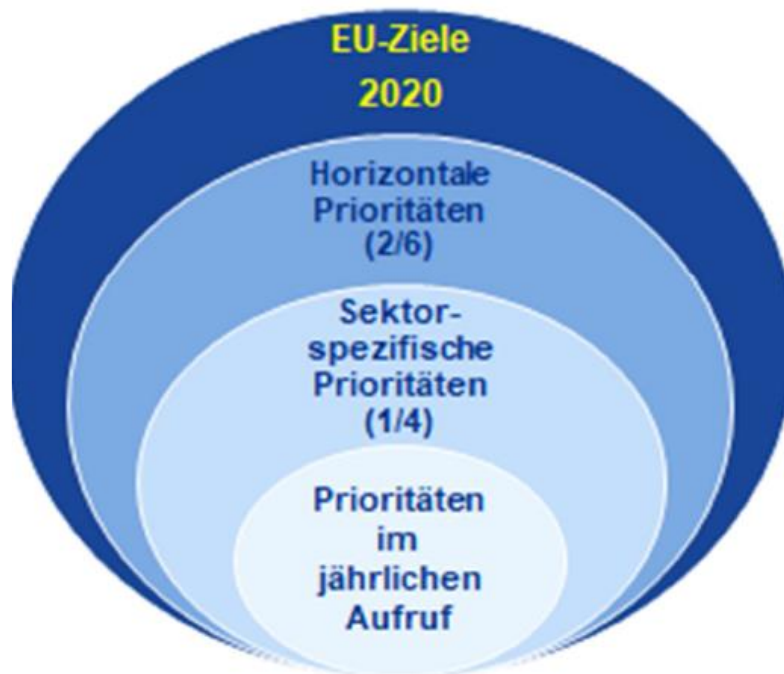 EU-Ziele
2020
Horizontale
Prioritäten
(2/6)
Sektor-
spezifische
Prioritäten
(1/4)
Prioritäten
im
jährlichen
Aufruf